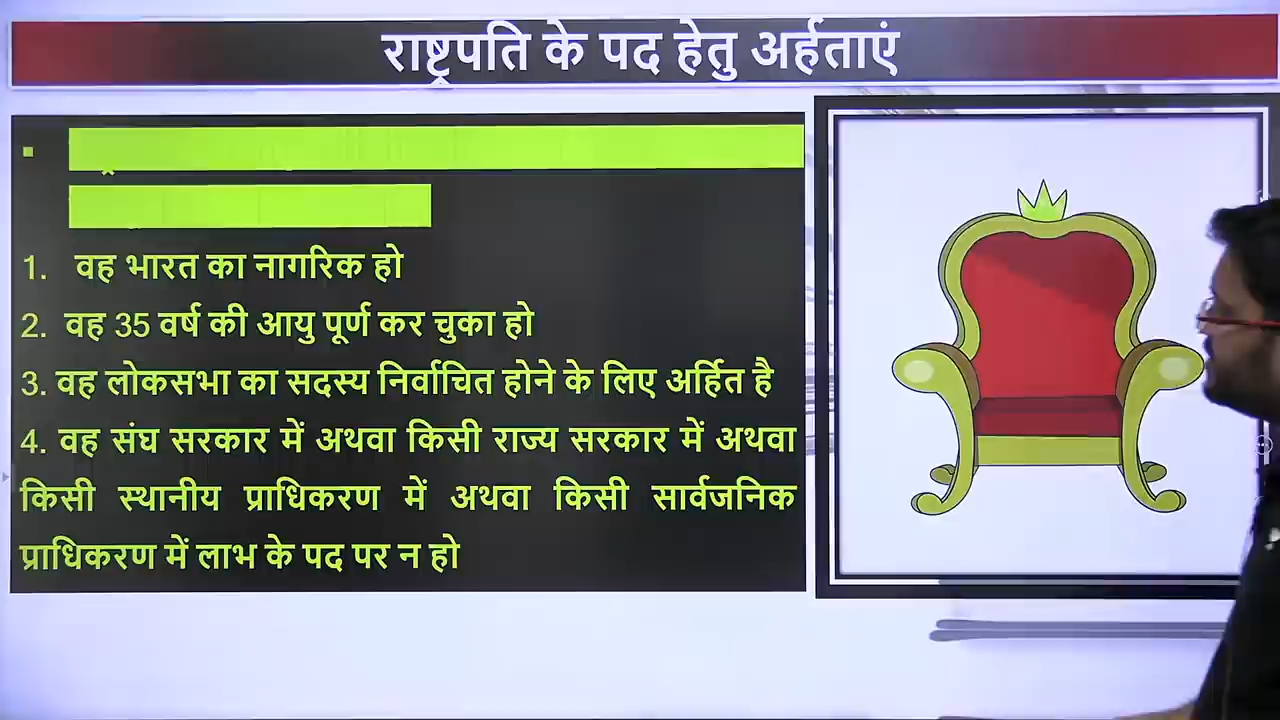 राष्ट्रपति के पद हेतु अर्हताएं
1. वह भारत का नागरिक हो
2. वह 35 वर्ष की आयु पूर्ण कर चुका हो
3. वह लोकसभा का सदस्य निर्वाचित होने के लिए अर्हित है
4. वह संघ सरकार में अथवा किसी राज्य सरकार में अथवा
किसी स्थानीय प्राधिकरण में अथवा किसी सार्वजनिक
प्राधिकरण में लाभ के पद पर न हो